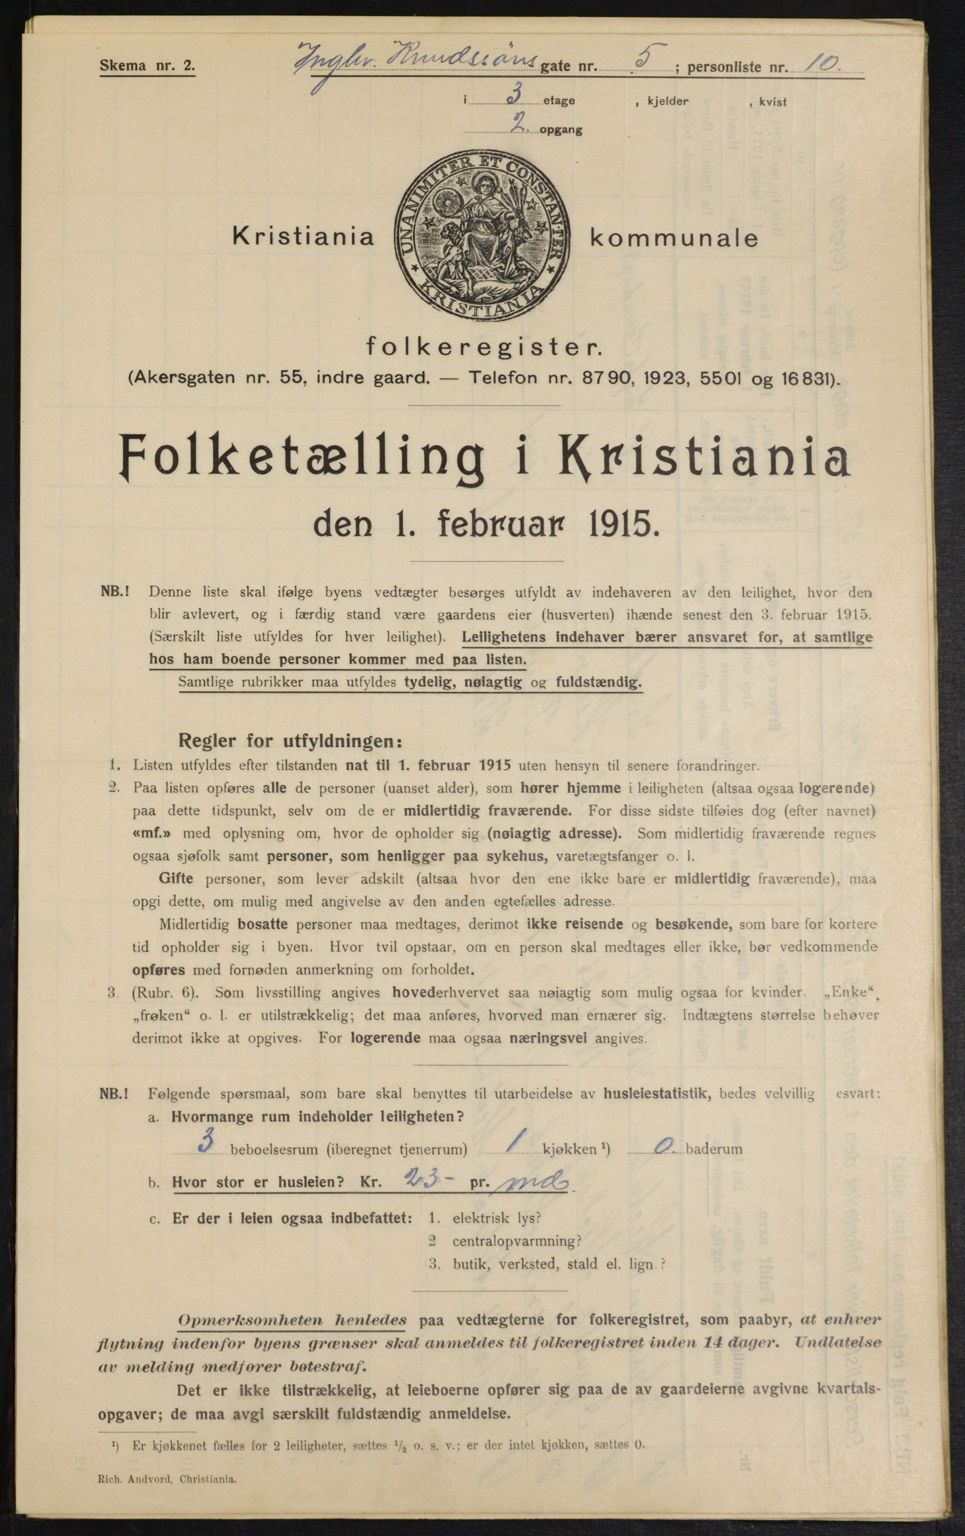 Skema nr. 2.
Inglv. Knudssöns gate nr. 5 ; personliste nr. 10
i 3 etage , kjelder , kvist
2. opgang
UNANIMITER ET CONSTANTER
KRISTIANIA
Kristiania kommunale
folkeregister.
(Akersgaten nr. 55, indre gaard. — Telefon nr. 8790, 1923, 5501 og 16831).
Folketælling i Kristiania
den 1. februar 1915.
NB.! Denne liste skal ifølge byens vedtægter besørges utfyldt av indehaveren av den leilighet, hvor den
blir avlevert, og i færdig stand være gaardens eier (husverten) ihænde senest den 3. februar 1915.
(Særskilt liste utfyldes for hver leilighet). Leilighetens indehaver bærer ansvaret for, at samtlige
hos ham boende personer kommer med paa listen.
Samtlige rubrikker maa utfyldes tydelig, nøiagtig og fuldstændig.
Regler for utfyldningen:
1. Listen utfyldes efter tilstanden nat til 1. februar 1915 uten hensyn til senere forandringer.
2. Paa listen opføres alle de personer (uanset alder), som hører hjemme i leiligheten (altsaa ogsaa logerende)
paa dette tidspunkt, selv om de er midlertidig fraværende. For disse sidste tilføies dog (efter navnet)
«mf.» med oplysning om, hvor de opholder sig (nøiagtig adresse). Som midlertidig fraværende regnes
ogsaa sjøfolk samt personer, som henligger paa sykehus, varetægtsfanger o. l.
Gifte personer, som lever adskilt (altsaa hvor den ene ikke bare er midlertidig fraværende), maa
opgi dette, om mulig med angivelse av den anden egtefælles adresse.
Midlertidig bosatte personer maa medtages, derimot ikke reisende og besøkende, som bare for kortere
tid opholder sig i byen. Hvor tvil opstaar, om en person skal medtages eller ikke, bør vedkommende
opføres med fornøden anmerkning om forholdet.
3. (Rubr. 6). Som livsstilling angives hovederhvervet saa nøiagtig som mulig ogsaa for kvinder. „Enke“,
„frøken“ o. l. er utilstrækkelig; det maa anføres, hvorved man ernærer sig. Indtægtens størrelse behøver
derimot ikke at opgives. For logerende maa ogsaa næringsvei angives.
NB.! Følgende spørsmaal, som bare skal benyttes til utarbeidelse av husleiestatistik, bedes velvillig esvart:
a. Hvormange rum indeholder leiligheten?
3 beboelsesrum (iberegnet tjenerrum) 1 kjøkken ¹) 0. baderum
b. Hvor stor er husleien? Kr. 23- pr. md.
c. Er der i leien ogsaa indbefattet: 1. elektrisk lys?
2 centralopvarmning?
3. butik, verksted, stald el. lign.?
Opmerksomheten henledes paa vedtægterne for folkeregistret, som paabyr, at enhver
flytning indenfor byens grænser skal anmeldes til folkeregistret inden 14 dager. Undlatelse
av melding medfører bøtestraf.
Det er ikke tilstrækkelig, at leieboerne opfører sig paa de av gaardeierne avgivne kvartals-
opgaver; de maa avgi særskilt fuldstændig anmeldelse.
¹) Er kjøkkenet fælles for 2 leiligheter, sættes ½ o. s. v.; er der intet kjøkken, sættes 0.
Rich. Andvord, Christiania.